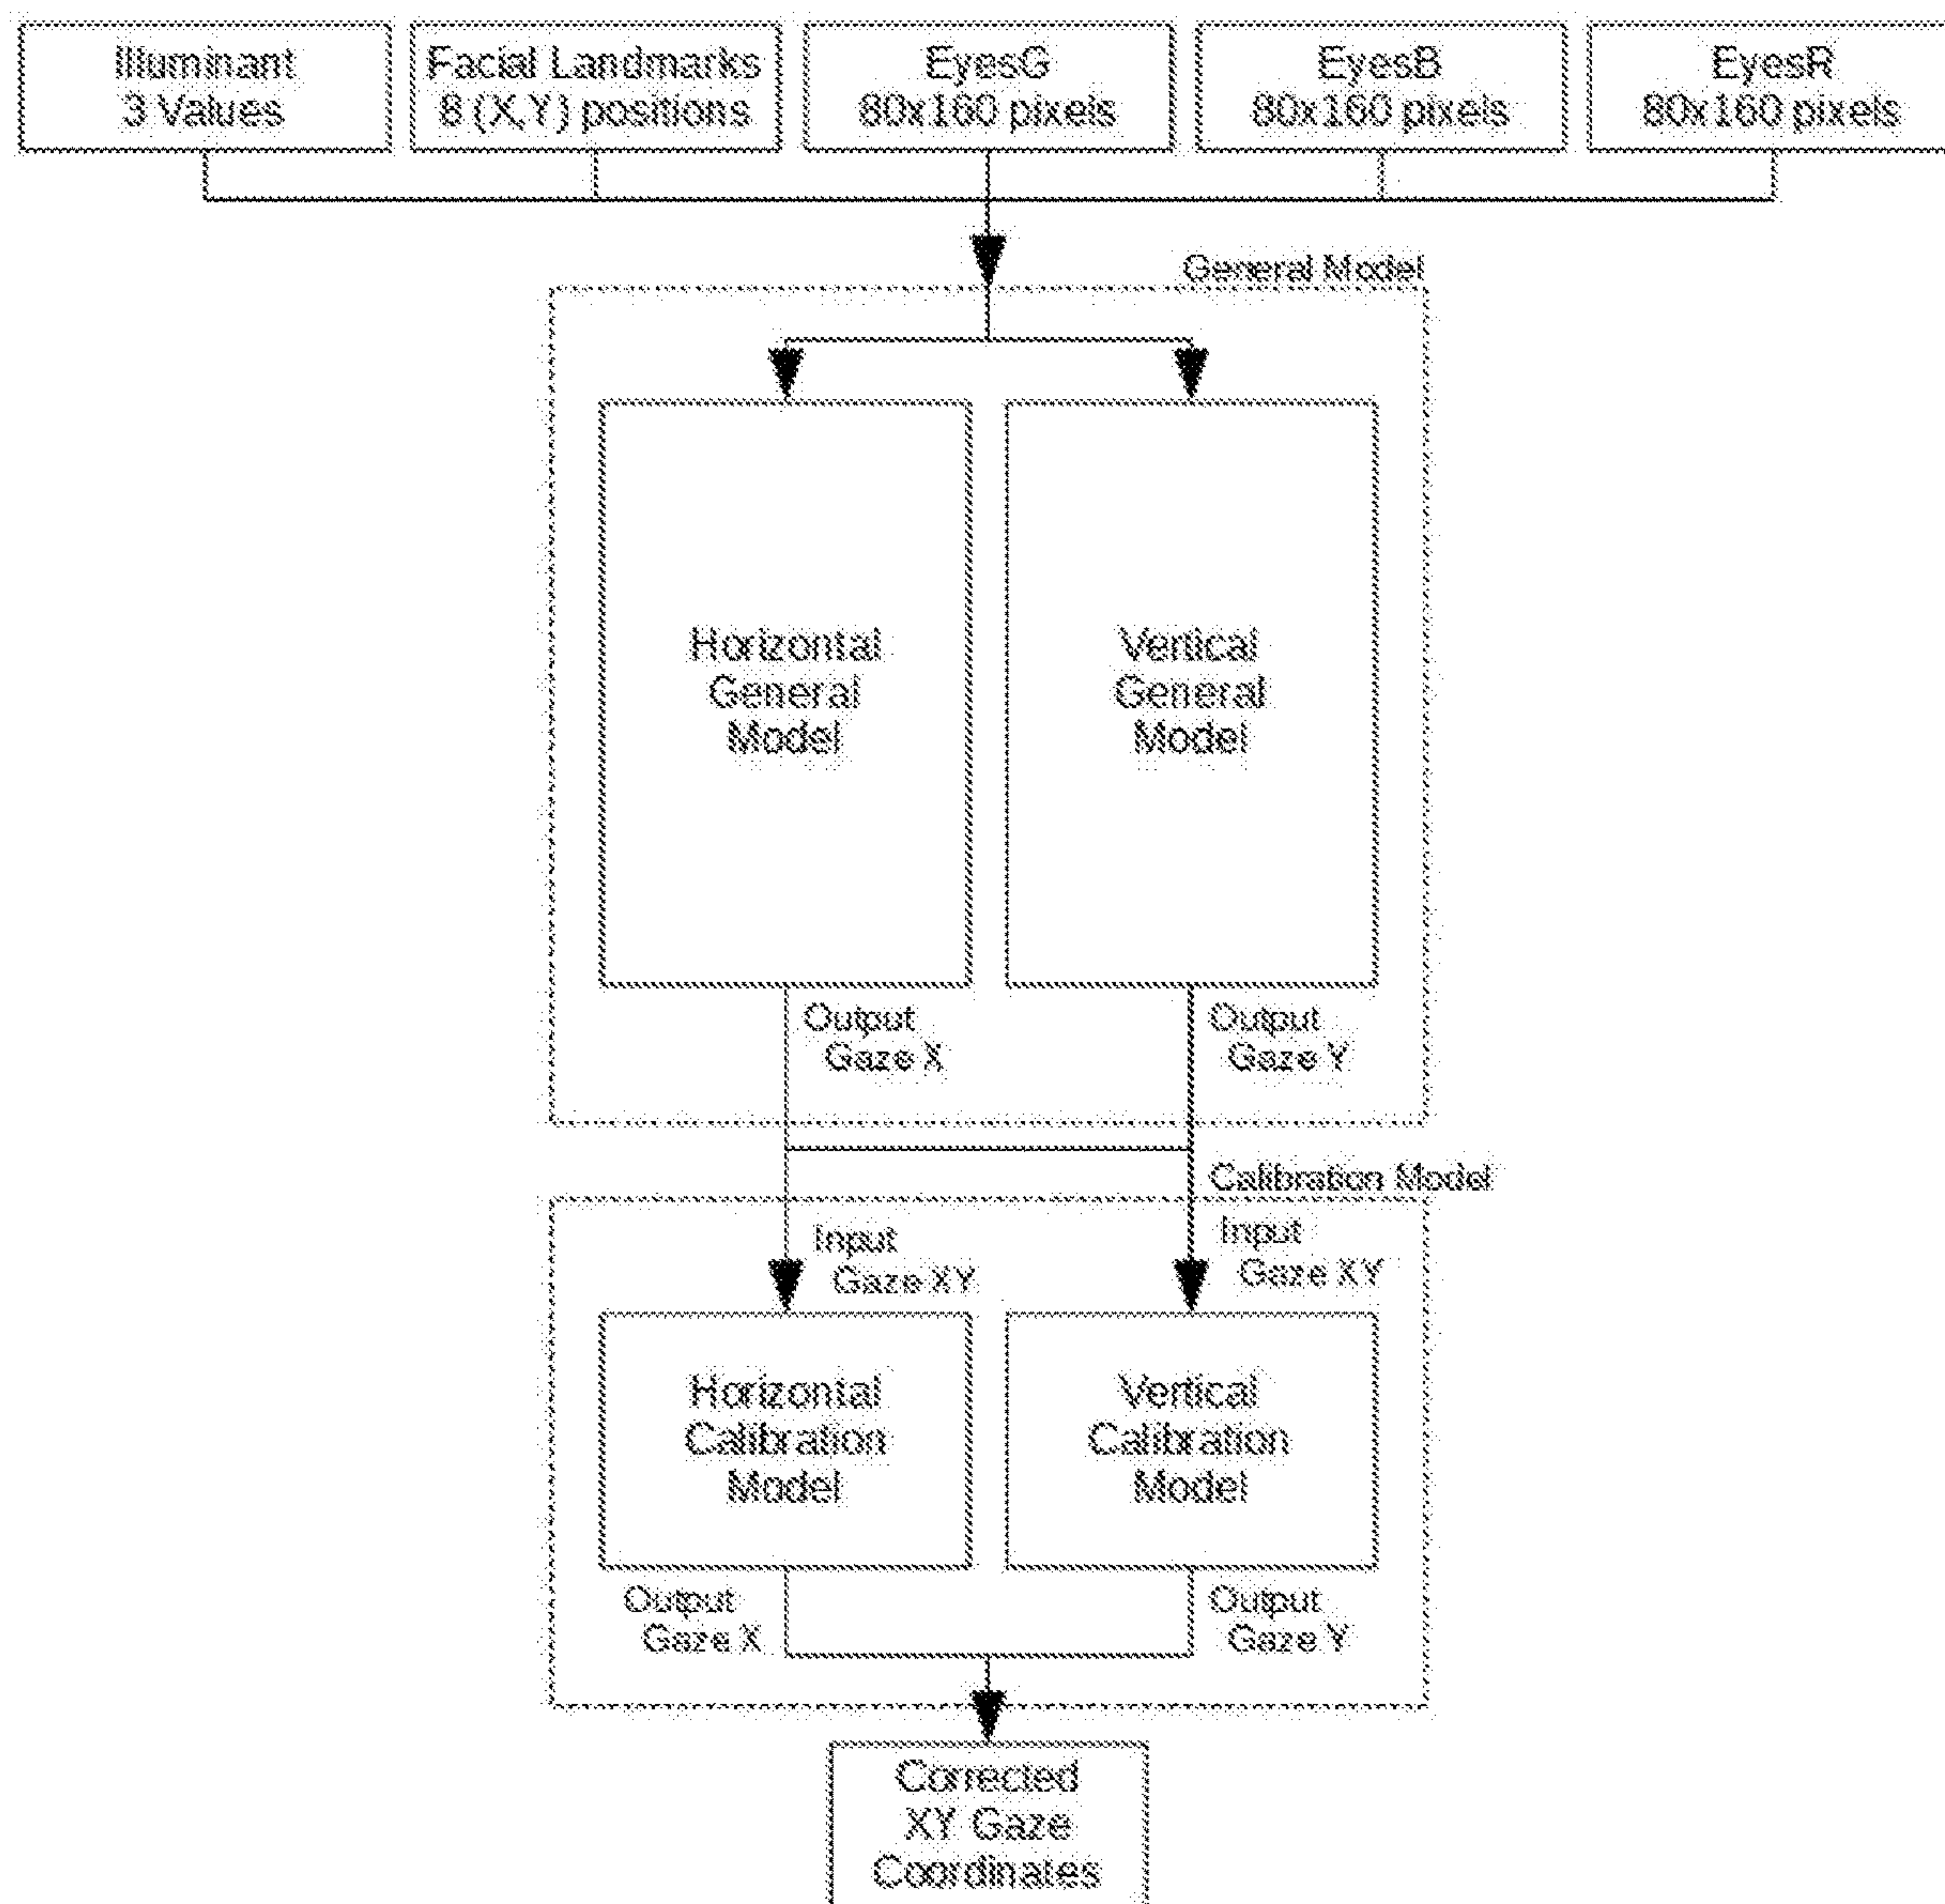 Illuminant
3 Values
Facial Landmarks
8 (X,Y) positions
EyesG
80x160 pixels
EyesB
80x160 pixels
EyesR
80x160 pixels
General Model
Horizontal
General
Model
Vertical
General
Model
Output
Gaze X
Output
Gaze Y
Calibration Model
Input
Gaze XY
Input
Gaze XY
Horizontal
Calibration
Model
Vertical
Calibration
Model
Output
Gaze X
Output
Gaze Y
Corrected
XY Gaze
Coordinates